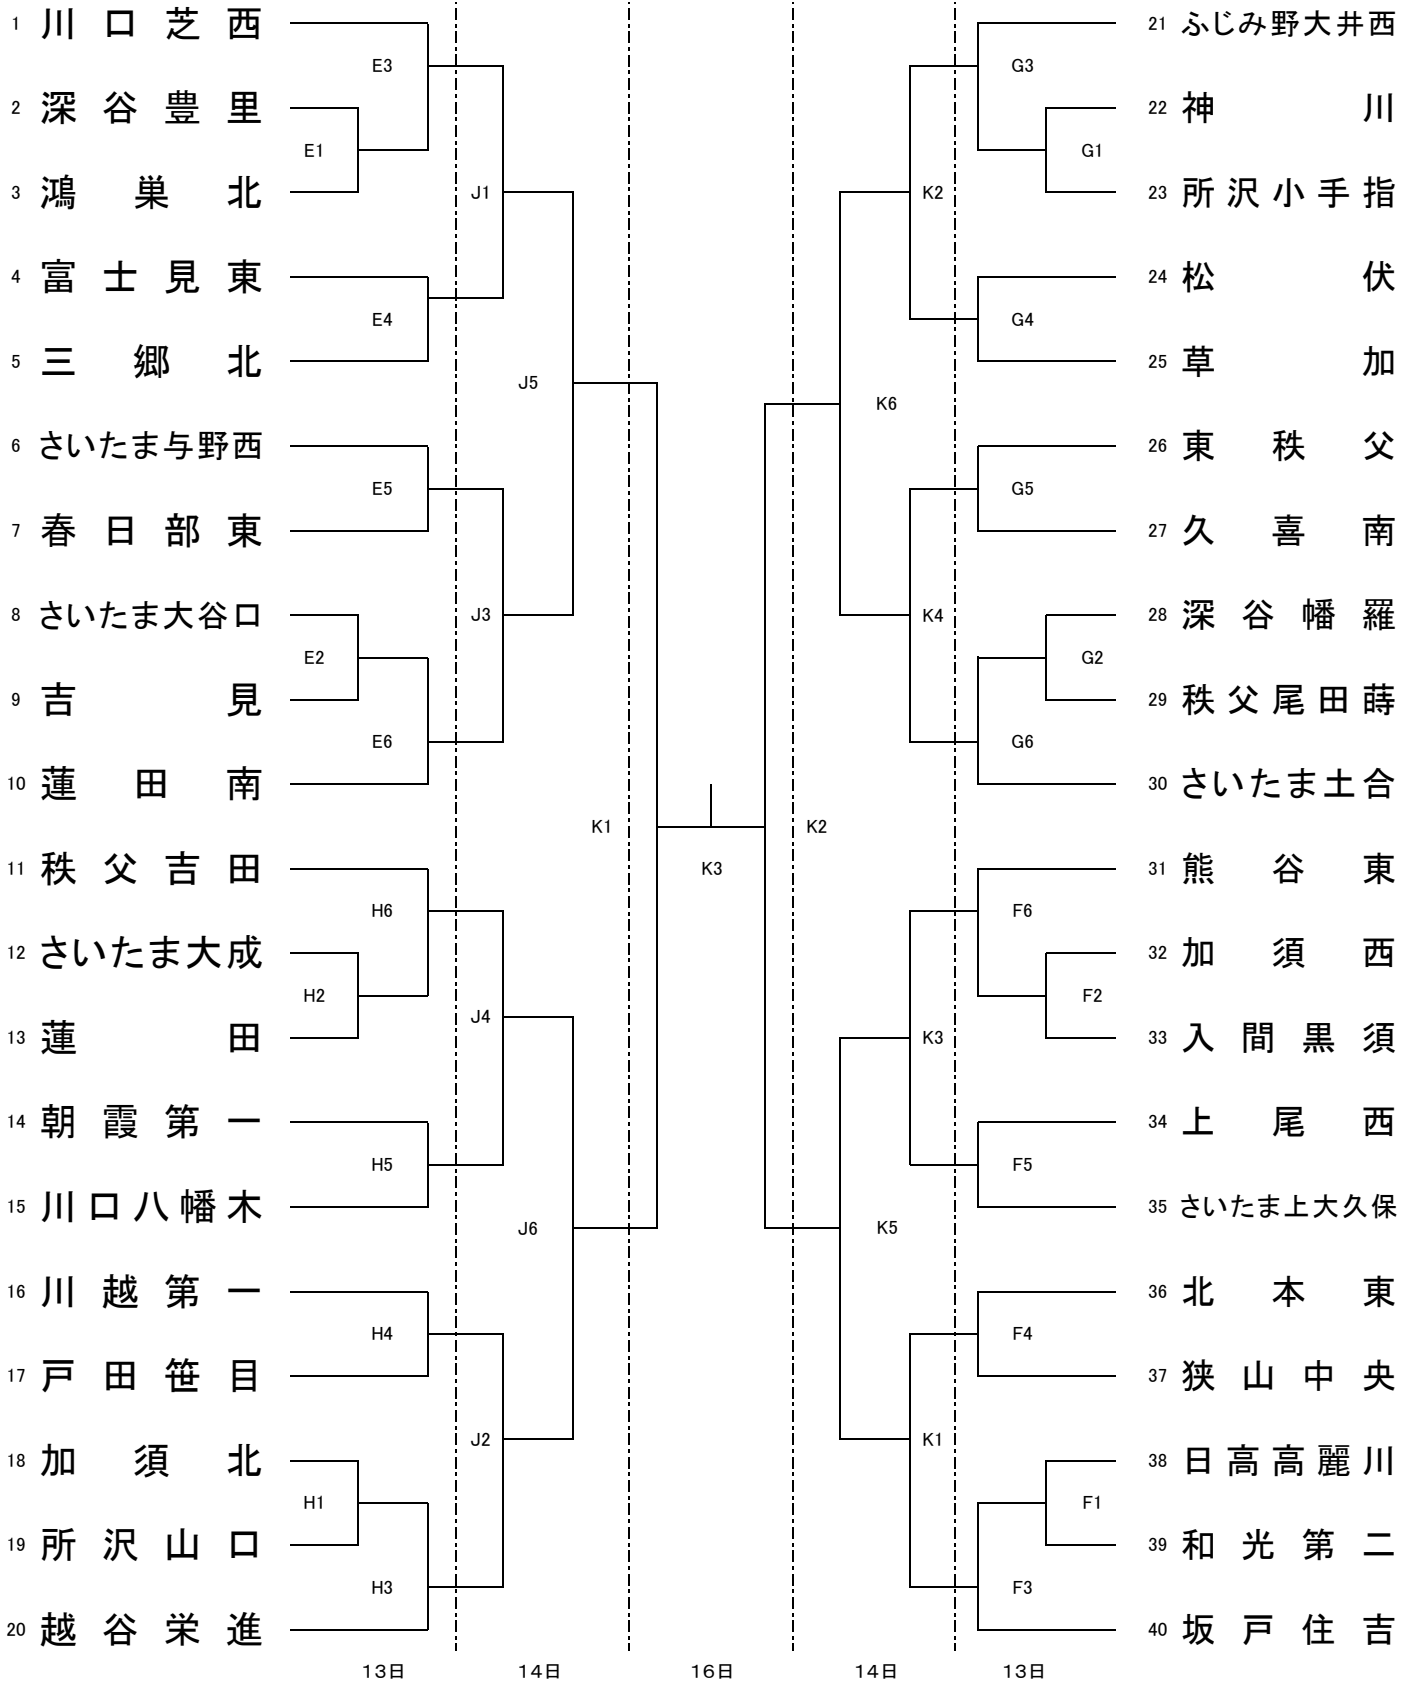 1 川口芝西
E3
2 深谷豊里
E1
3 鴻巣北
J1
4 富士見東
E4
5 三郷北
J5
6 さいたま与野西
E5
7 春日部東
8 さいたま大谷口
J3
E2
9 吉見
E6
10 蓮田南
K1
11 秩父吉田
H6
12 さいたま大成
H2
13 蓮田
J4
14 朝霞第一
H5
15 川口八幡木
J6
16 川越第一
H4
17 戸田笹目
J2
18 加須北
H1
19 所沢山口
H3
20 越谷栄進
K3
21 ふじみ野大井西
G3
22 神川
G1
23 所沢小手指
K2
24 松伏
G4
25 草加
K6
26 東秩父
G5
27 久喜南
28 深谷幡羅
K4
G2
29 秩父尾田蒔
G6
30 さいたま土合
K2
31 熊谷東
F6
32 加須西
F2
33 入間黒須
K3
34 上尾西
F5
35 さいたま上大久保
K5
36 北本東
F4
37 狭山中央
K1
38 日高高麗川
F1
39 和光第二
F3
40 坂戸住吉
13日 14日 16日 14日 13日